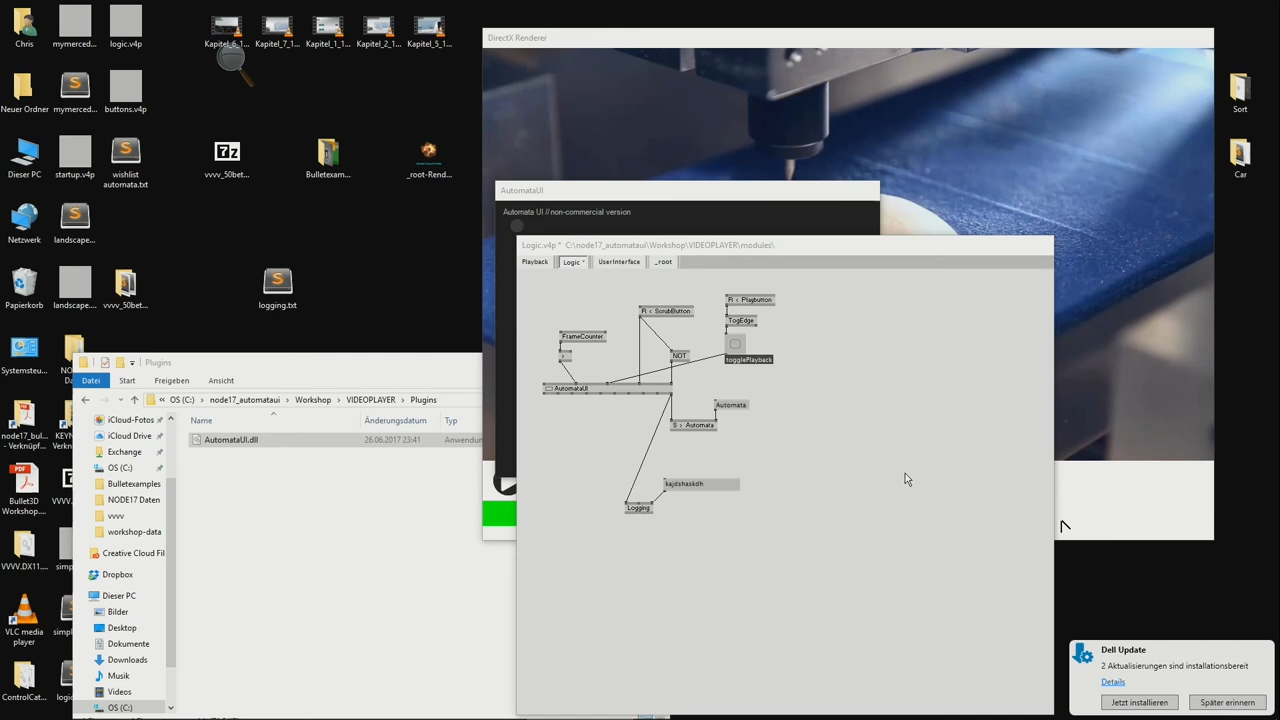 Chris
mymerced...
logic.v4p
Kapitel_6_1...
Kapitel_7_1...
Kapitel_1_1...
Kapitel_2_1...
Kapitel_5_1...
DirectX Renderer
Neuer Ordner
mymerced...
buttons.v4p
Sort
Dieser PC
startup.v4p
wishlist
automata.txt
7z
vvvv_50bet...
Bulletexam...
_root-Rend...
Car
AutomataUI
Automata UI // non-commercial version
Netzwerk
landscape...
Papierkorb
landscape....
vvvv_50bet...
logging.txt
Logic.v4p * C:\node17_automataui\Workshop\VIDEOPLAYER\modules\
Playback
Logic *
UserInterface
_root
R < Playbutton
R < ScrubButton
TogEdge
FrameCounter
>
NOT
togglePlayback
AutomataUI
Automata
S > Automata
kajdshaskdh
Logging
Systemsteu...
Plugins
Datei
Start
Freigeben
Ansicht
« OS (C:) › node17_automataui › Workshop › VIDEOPLAYER › Plugins
iCloud-Fotos
iCloud Drive
Exchange
OS (C:)
Bulletexamples
NODE17 Daten
vvvv
workshop-data
Creative Cloud Fil
Dropbox
Dieser PC
Bilder
Desktop
Dokumente
Downloads
Musik
Videos
OS (C:)
Name
Änderungsdatum
Typ
AutomataUI.dll
26.06.2017 23:41
Anwendun
node17_bul...
- Verknüpf...
Bullet3D
Workshop...
VVVV.DX11....
VLC media
player
ControlCat...
Dell Update
2 Aktualisierungen sind installationsbereit
Details
Jetzt installieren
Später erinnern